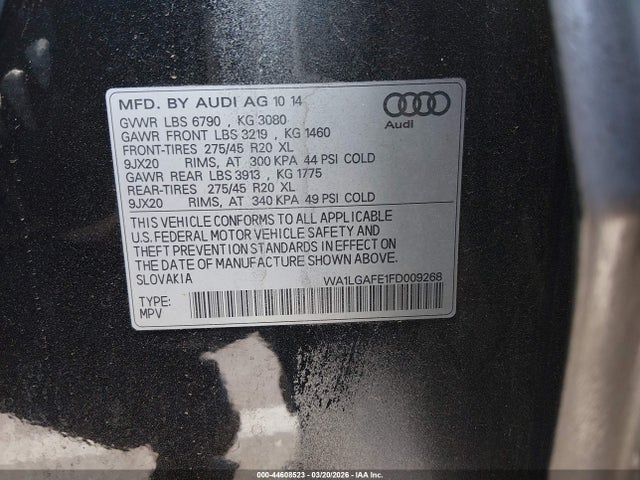 MFD. BY AUDI AG 10 14
GVWR LBS 6790 , KG 3080
GAWR FRONT LBS 3219 , KG 1460
FRONT-TIRES 275/45 R20 XL
9JX20 RIMS, AT 300 KPA 44 PSI COLD
GAWR REAR LBS 3913 , KG 1775
REAR-TIRES 275/45 R20 XL
9JX20 RIMS, AT 340 KPA 49 PSI COLD
Audi
THIS VEHICLE CONFORMS TO ALL APPLICABLE
U.S. FEDERAL MOTOR VEHICLE SAFETY AND
THEFT PREVENTION STANDARDS IN EFFECT ON
THE DATE OF MANUFACTURE SHOWN ABOVE.
SLOVAKIA WA1LGAFE1FD009268
TYPE:
MPV
000-44608523 - 03/20/2026 - IAA Inc.